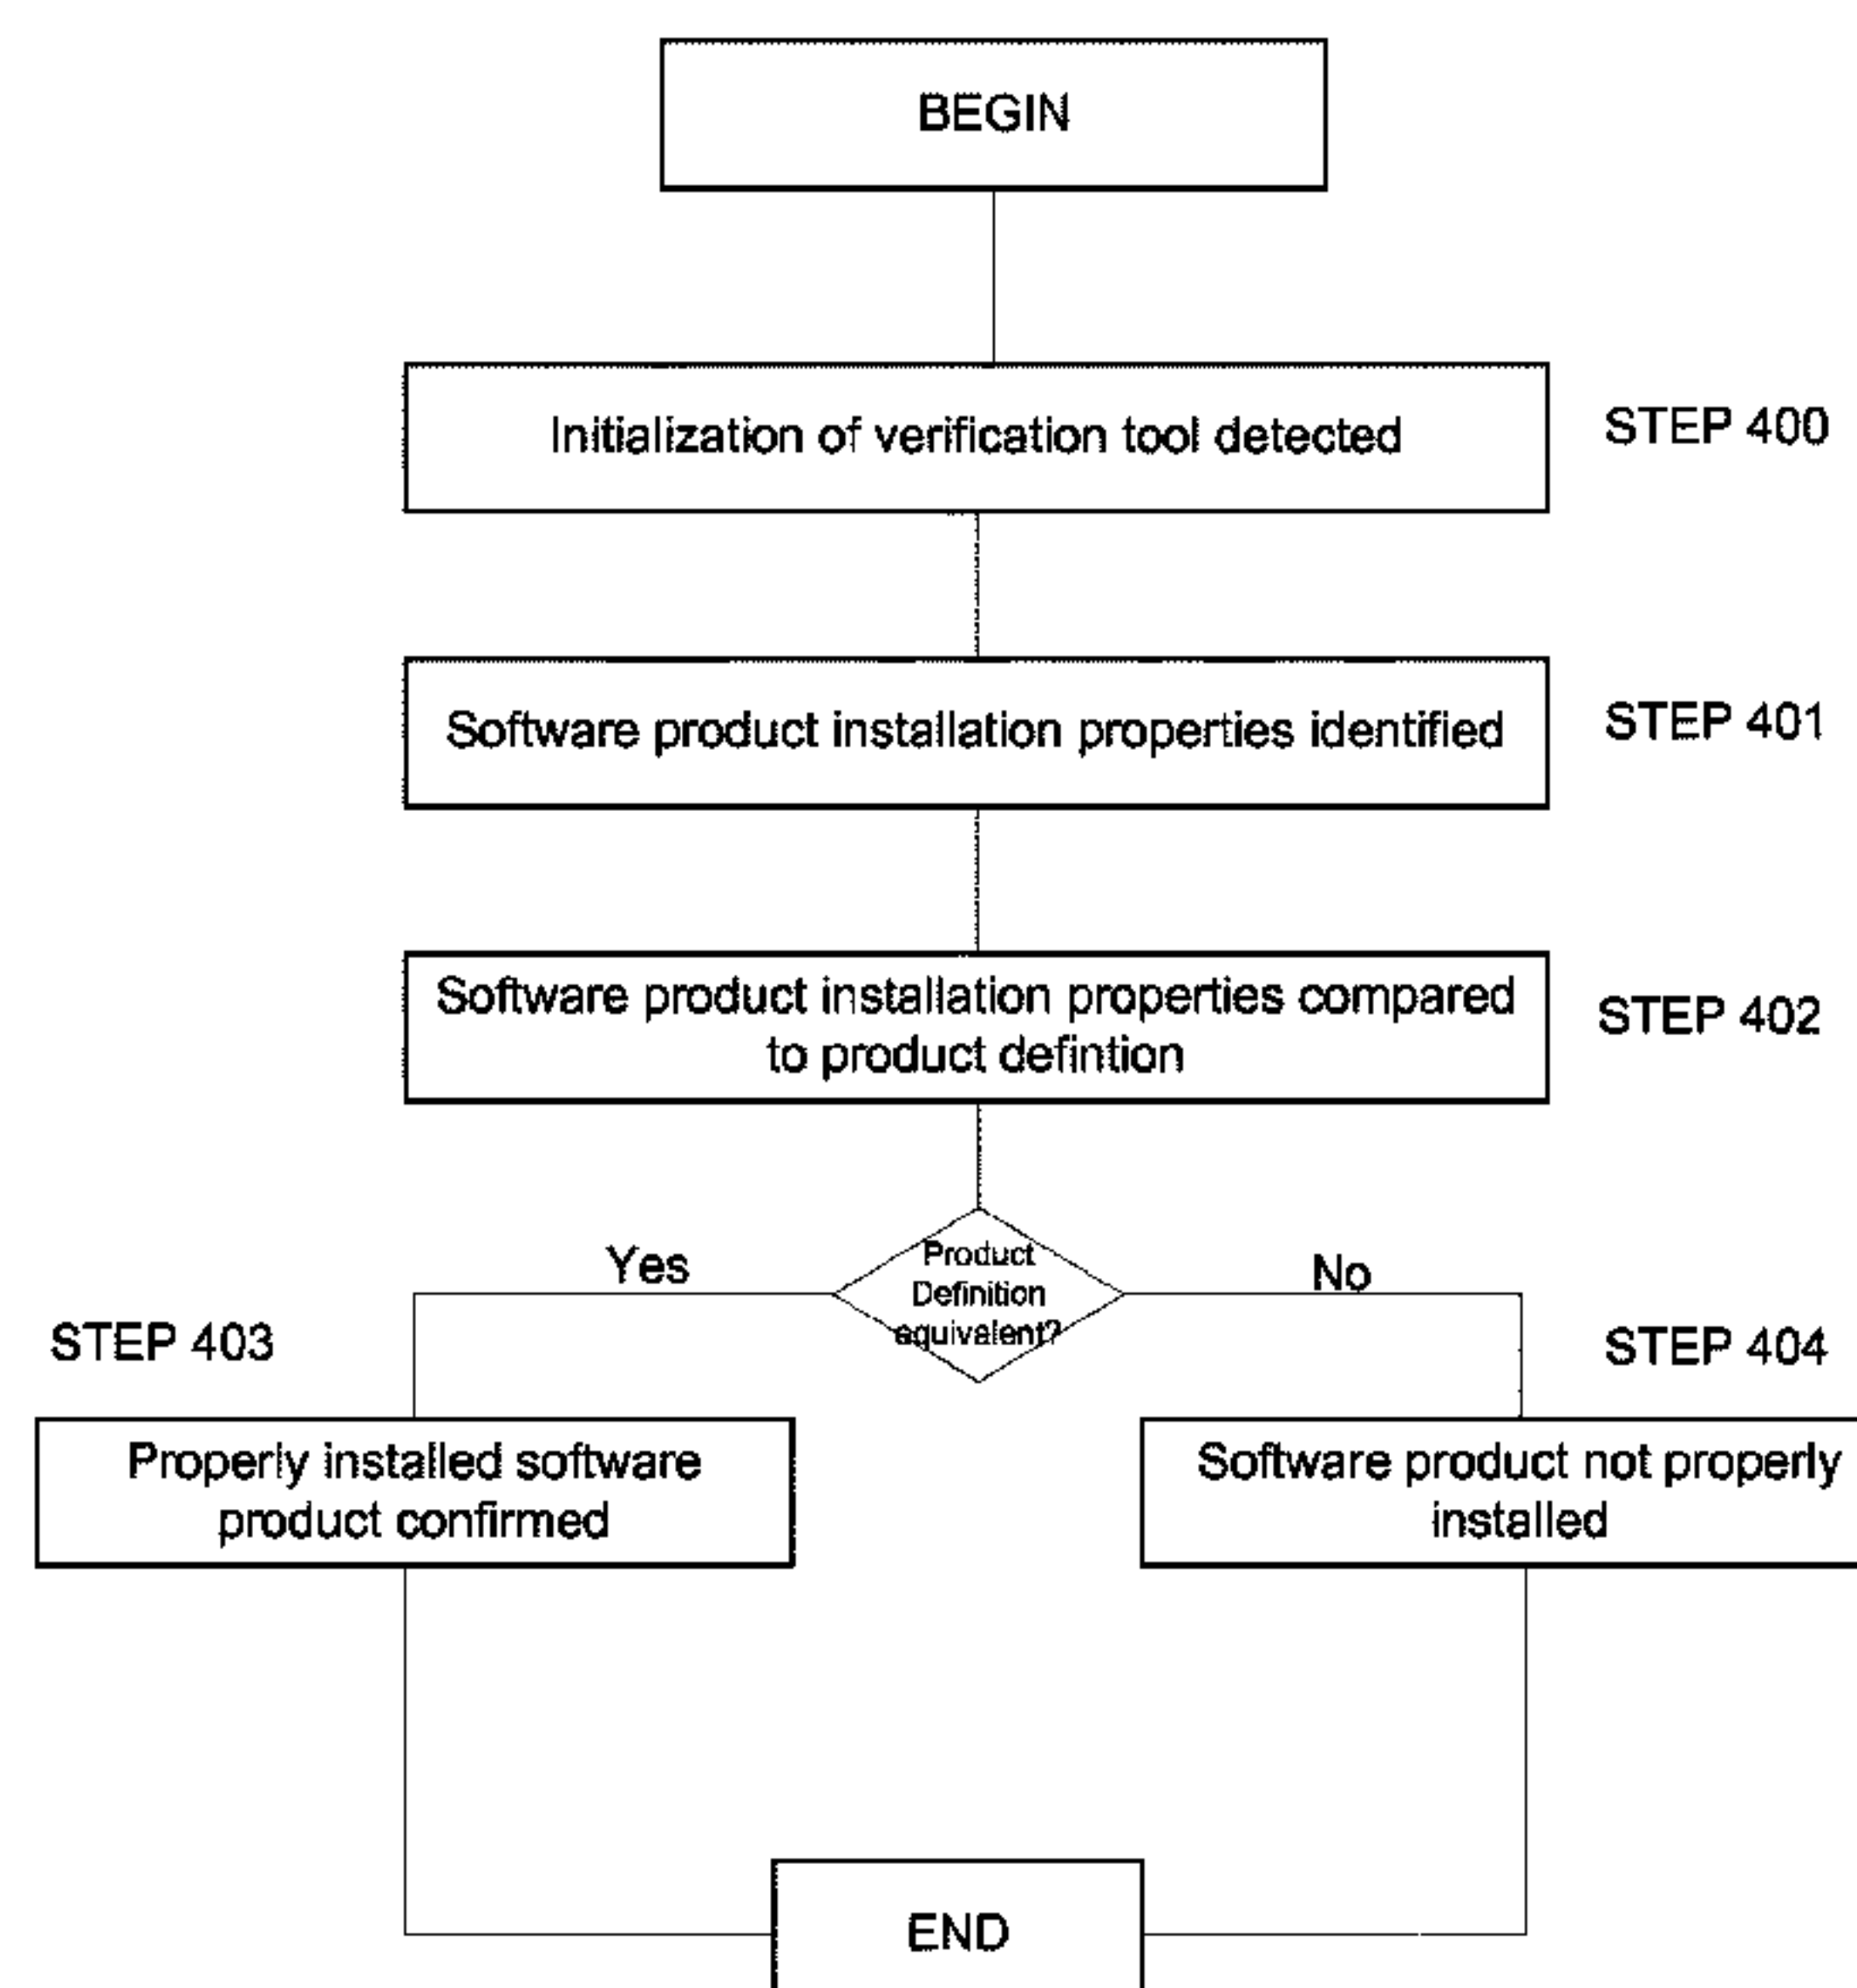 BEGIN
Initialization of verification tool detected
STEP 400
Software product installation properties identified
STEP 401
Software product installation properties compared
to product defintion
STEP 402
Product
Definition
equivalent?
Yes
No
STEP 403
STEP 404
Properly installed software
product confirmed
Software product not properly
installed
END